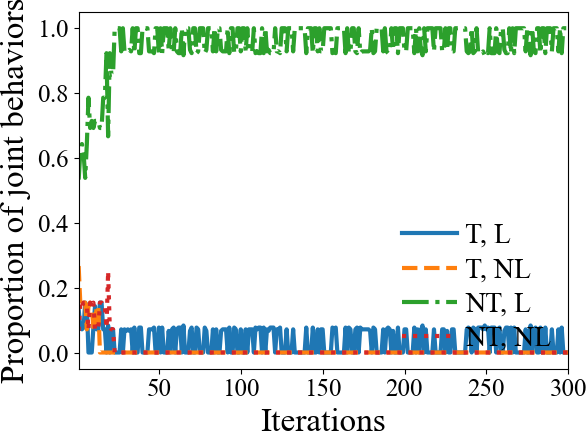 Proportion of joint behaviors
1.0
0.8
0.6
0.4
0.2
0.0
T, L
T, NL
NT, L
NT, NL
50 100 150 200 250 300
Iterations